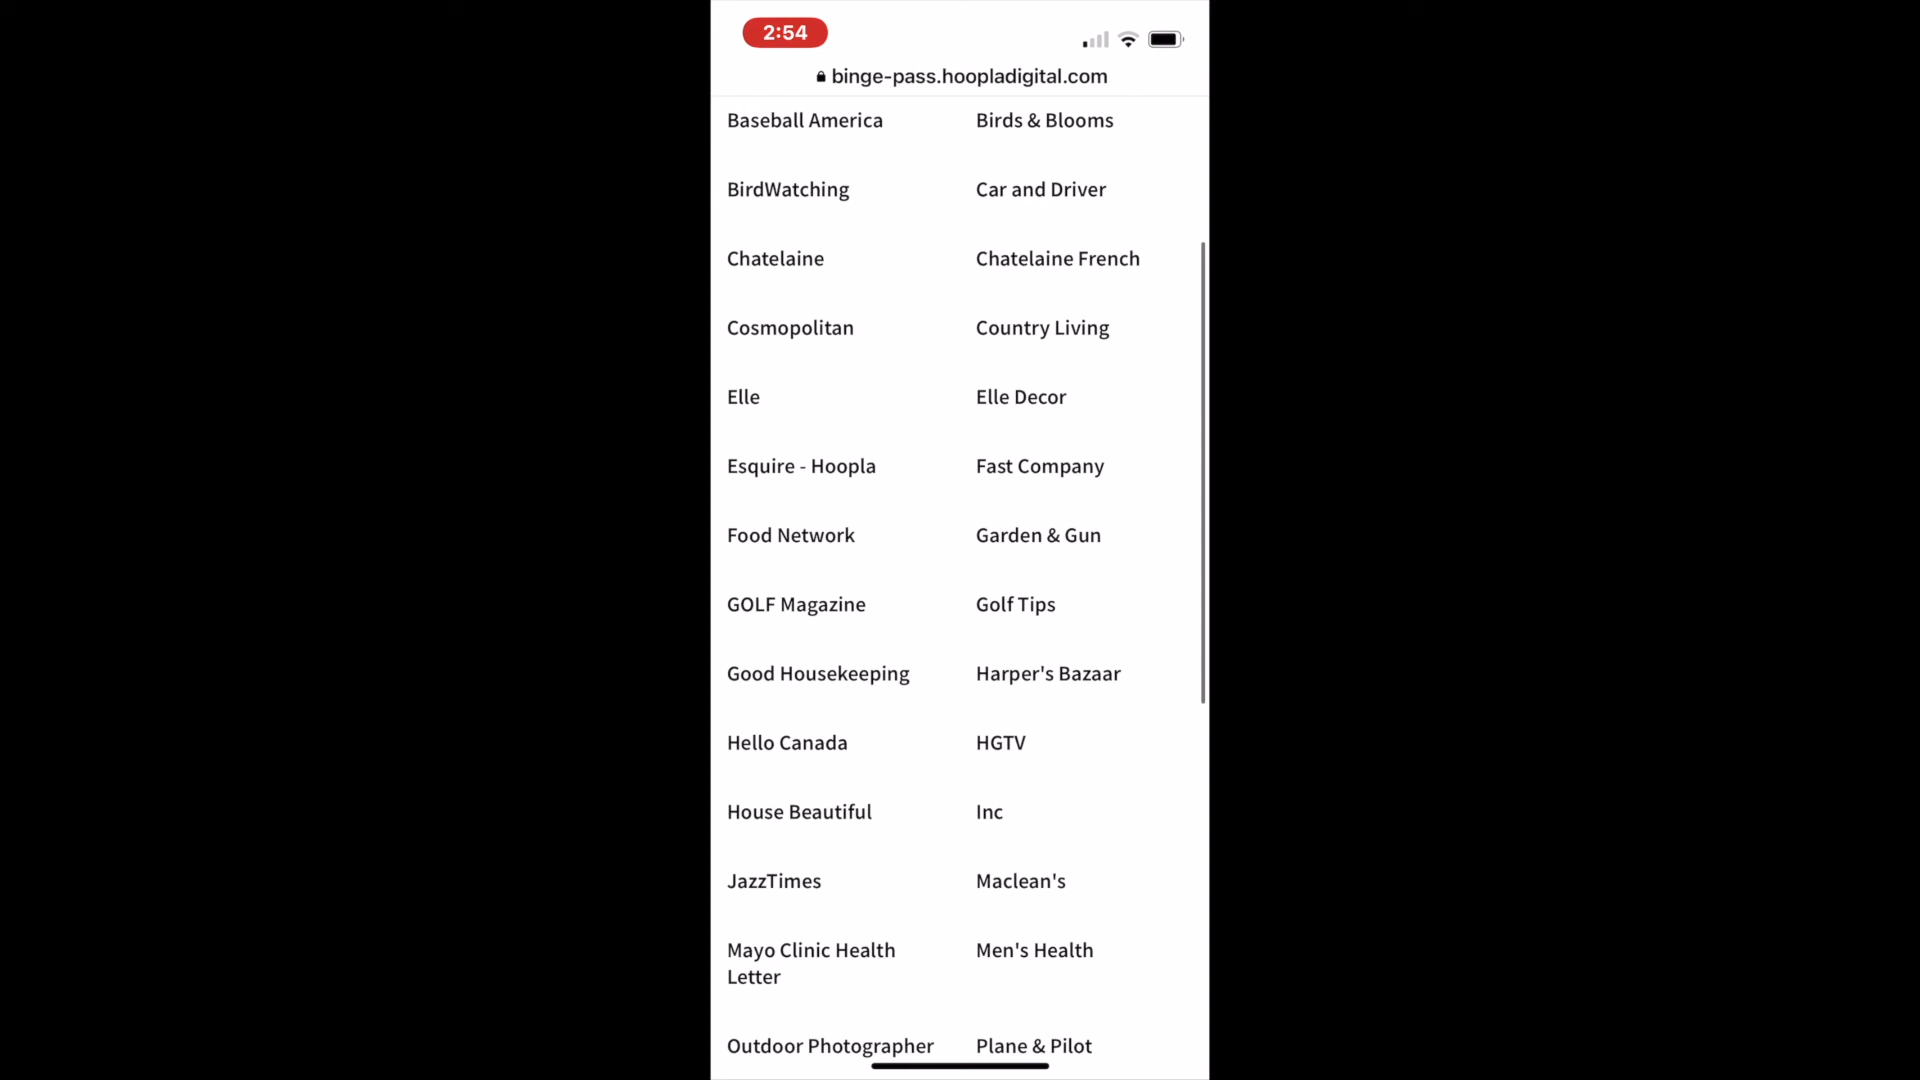 2:54
binge-pass.hoopladigital.com
Baseball America
Birds & Blooms
BirdWatching
Car and Driver
Chatelaine
Chatelaine French
Cosmopolitan
Country Living
Elle
Elle Decor
Esquire - Hoopla
Fast Company
Food Network
Garden & Gun
GOLF Magazine
Golf Tips
Good Housekeeping
Harper's Bazaar
Hello Canada
HGTV
House Beautiful
Inc
JazzTimes
Maclean's
Mayo Clinic Health
Letter
Men's Health
Outdoor Photographer
Plane & Pilot